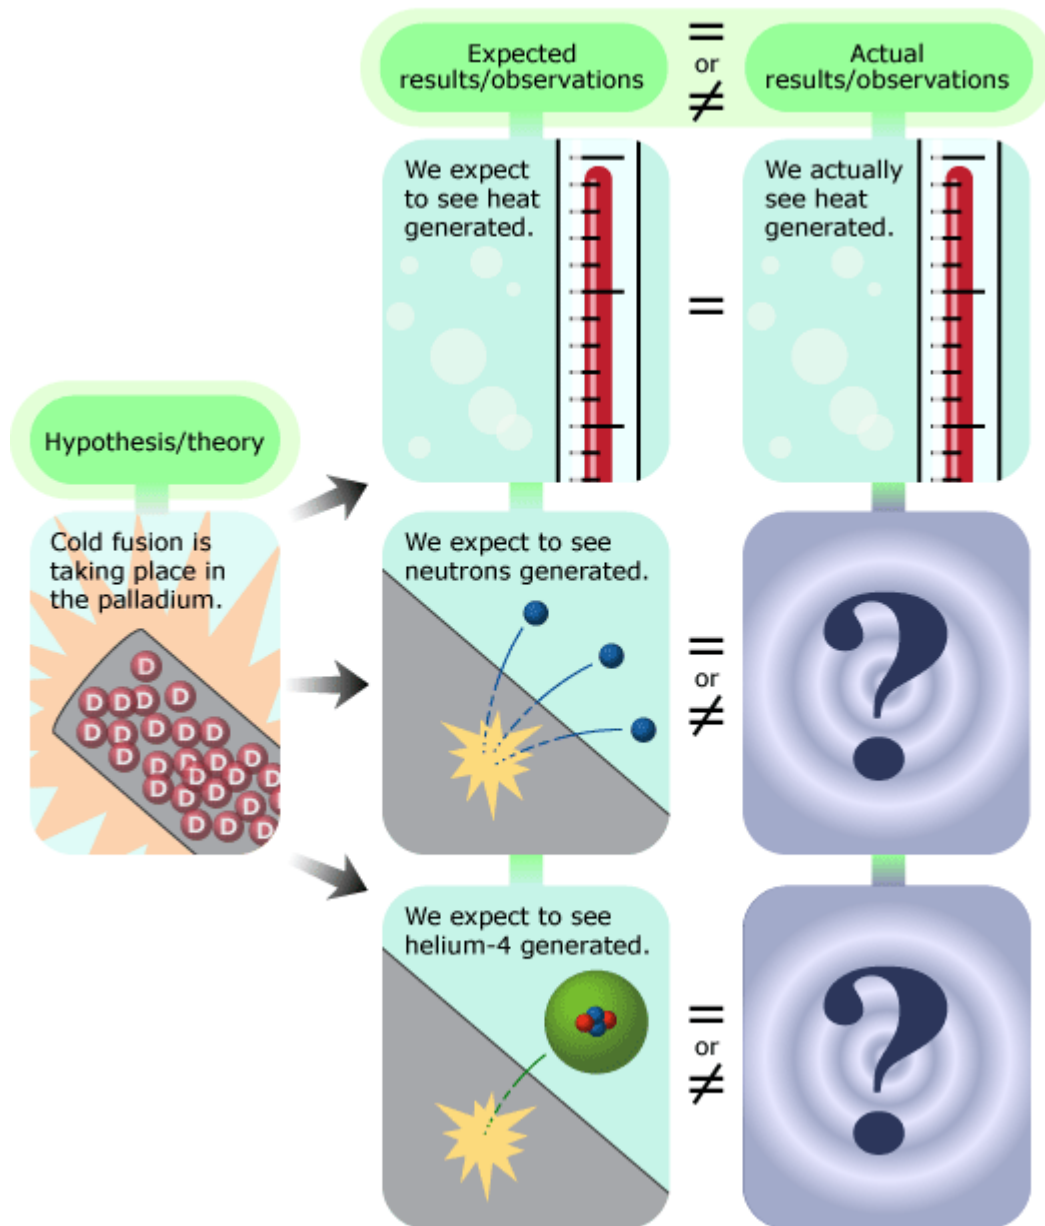 Expected
results/observations
=
or
≠
Actual
results/observations
We expect
to see heat
generated.
=
We actually
see heat
generated.
Hypothesis/theory
Cold fusion is
taking place in
the palladium.
D
D D D D
D D D D D
D D D D D
D D D D D
D D D
D D D
We expect to see
neutrons generated.
=
or
≠
?
We expect to see
helium-4 generated.
=
or
≠
?